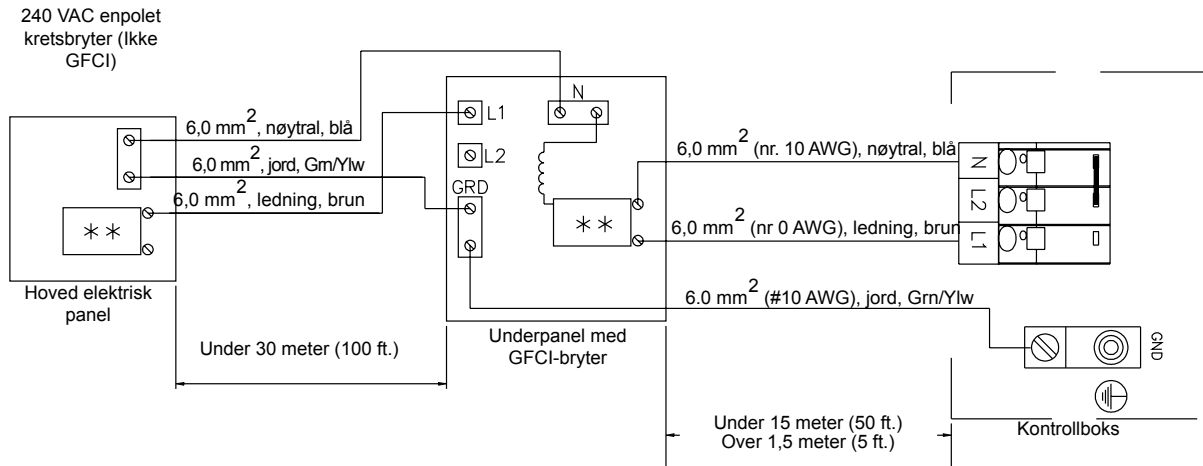 240 VAC enpolet
kretsbryter (Ikke
GFCI)
6,0 mm², nøytral, blå
6,0 mm², jord, Grn/Ylw
6,0 mm², ledning, brun
* *
Hoved elektrisk
panel
Under 30 meter (100 ft.)
N
L1
L2
GRD
* *
Underpanel med
GFCI-bryter
6,0 mm² (nr. 10 AWG), nøytral, blå
6,0 mm² (nr 0 AWG), ledning, brun
6.0 mm² (#10 AWG), jord, Grn/Ylw
Under 15 meter (50 ft.)
Over 1,5 meter (5 ft.)
N
L2
L1
GND
Kontrollboks